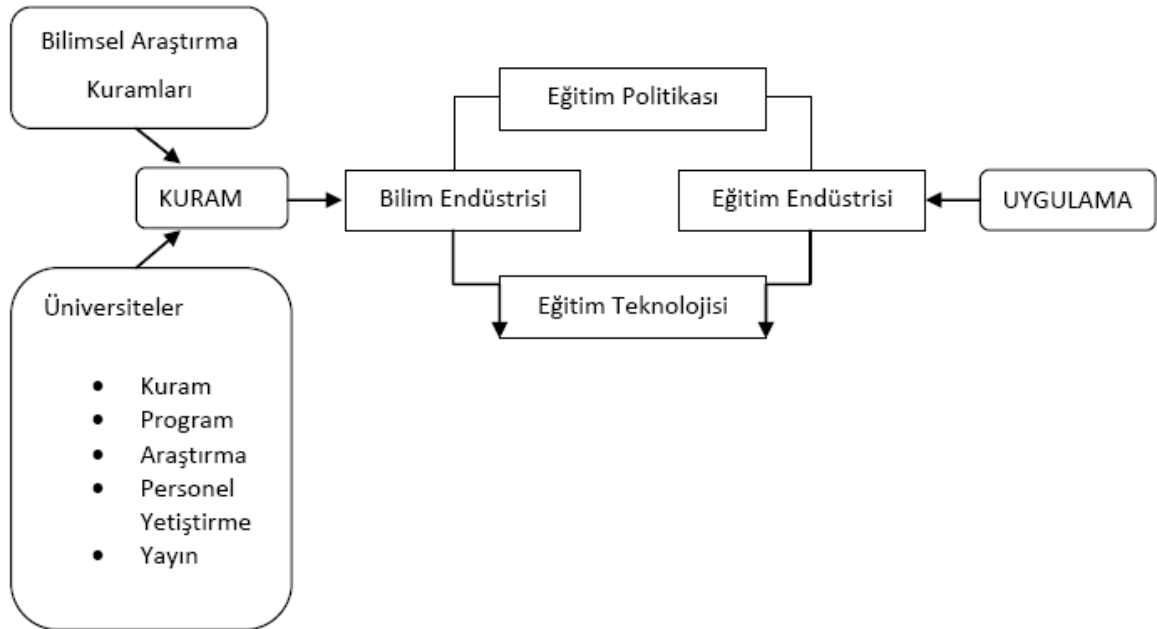 Bilimsel Araştırma
Kuramları
Eğitim Politikası
KURAM
Bilim Endüstrisi
Eğitim Endüstrisi
UYGULAMA
Eğitim Teknolojisi
Üniversiteler
• Kuram
• Program
• Araştırma
• Personel
Yetiştirme
• Yayın